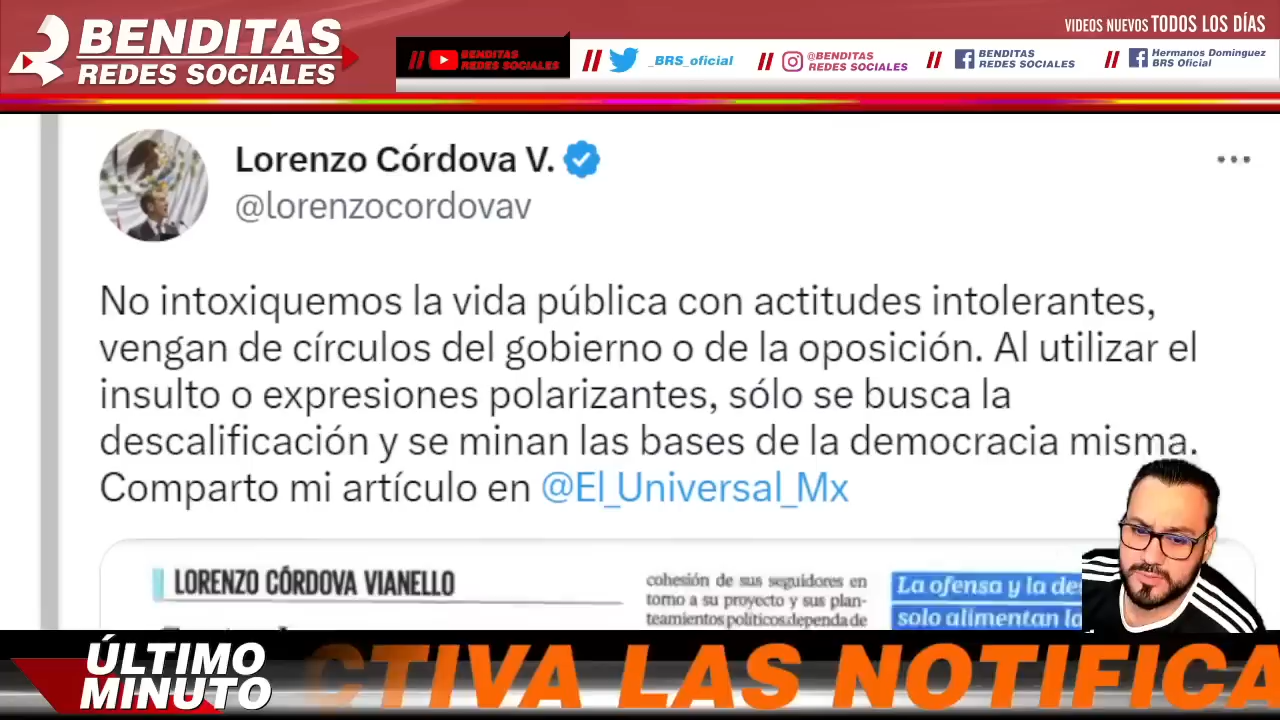 BENDITAS
REDES SOCIALES
VIDEOS NUEVOS TODOS LOS DÍAS
BENDITAS
REDES SOCIALES
_BRS_oficial
@BENDITAS
REDES SOCIALES
BENDITAS
REDES SOCIALES
Hermanos Dominguez
BRS Oficial
Lorenzo Córdova V.
@lorenzocordovav
No intoxiquemos la vida pública con actitudes intolerantes,
vengan de círculos del gobierno o de la oposición. Al utilizar el
insulto o expresiones polarizantes, sólo se busca la
descalificación y se minan las bases de la democracia misma.
Comparto mi artículo en @El_Universal_Mx
LORENZO CÓRDOVA VIANELLO
cohesión de sus seguidores en
torno a su proyecto y sus plan-
teamientos políticos depende de
La ofensa y la de
solo alimentan la
ÚLTIMO
MINUTO
CTIVA LAS NOTIFICA